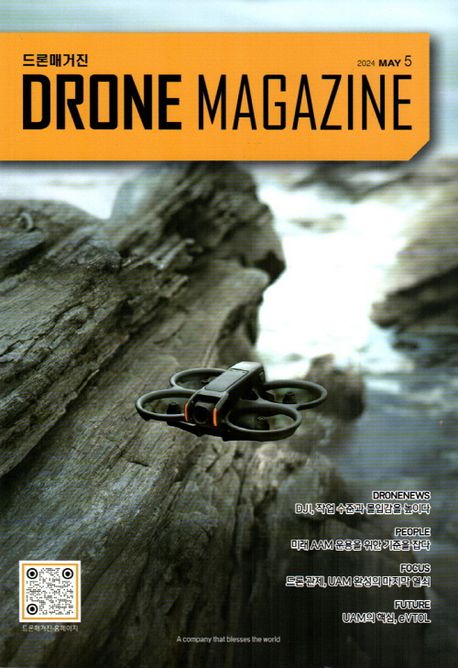 드론매거진
2024 MAY 5
DRONE MAGAZINE
DRONENEWS
DJI, 작업 수준과 몰입감을 높이다
PEOPLE
미래 AAM 운용을 위한 기준을 잡다
FOCUS
드론 관제, UAM 완성의 마지막 열쇠
FUTURE
UAM의 핵심, eVTOL
드론매거진 홈페이지
A company that blesses the world